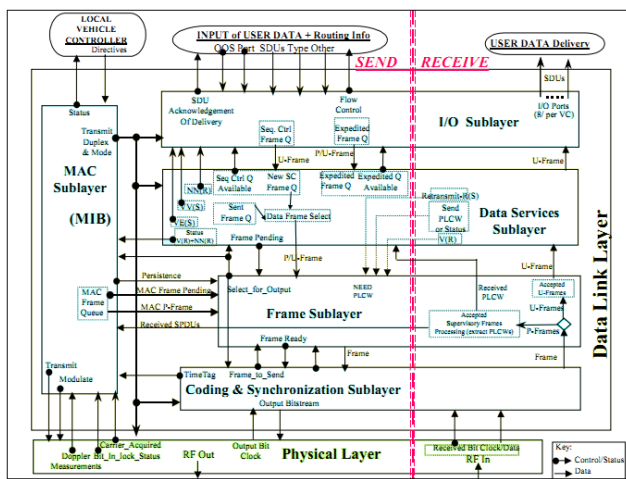 LOCAL
VEHICLE
CONTROLLER
Directives
INPUT of USER DATA + Routing Info
QOS Port SDUs Type Other
SEND RECEIVE
USER DATA Delivery
SDUs
Status
SDU
Acknowledgement
Of Delivery
Flow
Control
I/O Ports
(8/ per VC)
I/O Sublayer
Transmit
Duplex
& Mode
Seq. Ctrl
Frame Q
Expedited
Frame Q
MAC
Sublayer
(MIB)
U-Frame
P/U-Frame
U-Frame
Seq Ctrl Q
Available
New SC
Frame Q
Expedited
Frame Q
Expedited Q
Available
NN(R)
VV(S)
VE(S)
Sent
Frame Q
Data Frame Select
Retransmit-R(S)
Send
PLCW
or Status
V(R)
Data Services
Sublayer
Status
V(R)+NN(R)
Frame Pending
P/U-Frame
U-Frame
Data Link Layer
Persistence
Select_for_Output
NEED
PLCW
Received
PLCW
Accepted
U-Frames
MAC
Frame
Queue
MAC Frame Pending
MAC P-Frame
Frame Sublayer
U-Frames
Accepted
Supervisory Frames
Processing (extract PLCWs)
P-Frames
Received SPDUs
Frame Ready
Frame
Frame
Transmit
Modulate
TimeTag
Frame_to_Send
Coding & Synchronization Sublayer
Output Bitstream
Carrier_Acquired
Doppler Bit_In_lock_Status
Measurements
RF Out
Output Bit
Clock
Physical Layer
Received Bit Clock/Data
RF In
Key:
Control/Status
Data